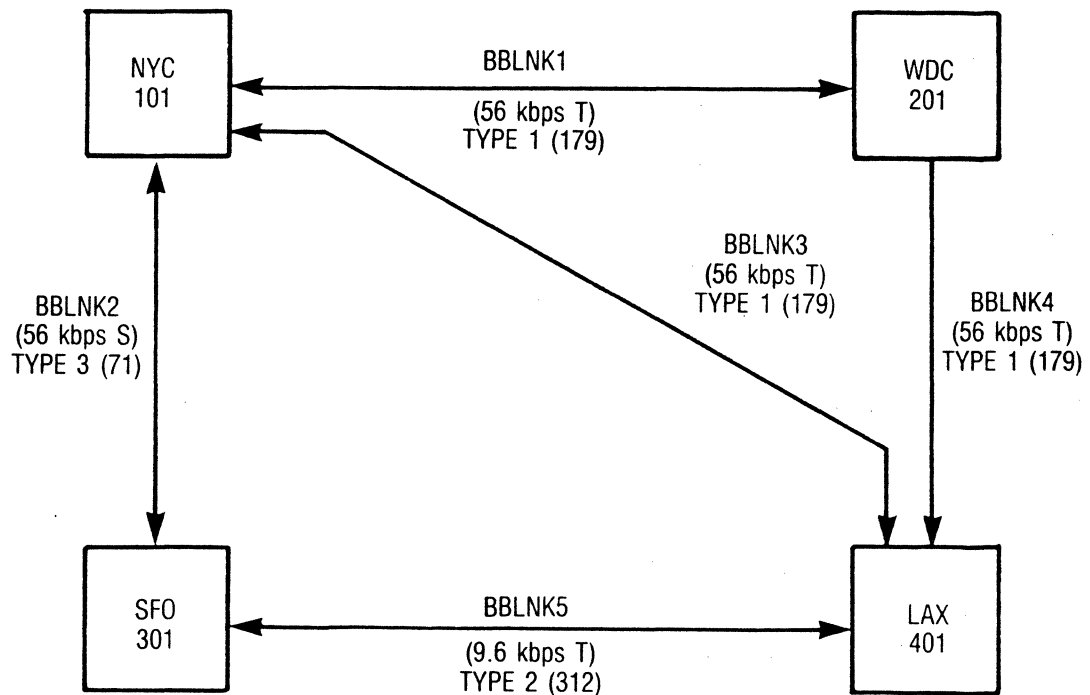 NYC
101
BBLNK1
(56 kbps T)
TYPE 1 (179)
WDC
201
BBLNK3
(56 kbps T)
TYPE 1 (179)
BBLNK2
(56 kbps S)
TYPE 3 (71)
BBLNK4
(56 kbps T)
TYPE 1 (179)
SFO
301
BBLNK5
(9.6 kbps T)
TYPE 2 (312)
LAX
401